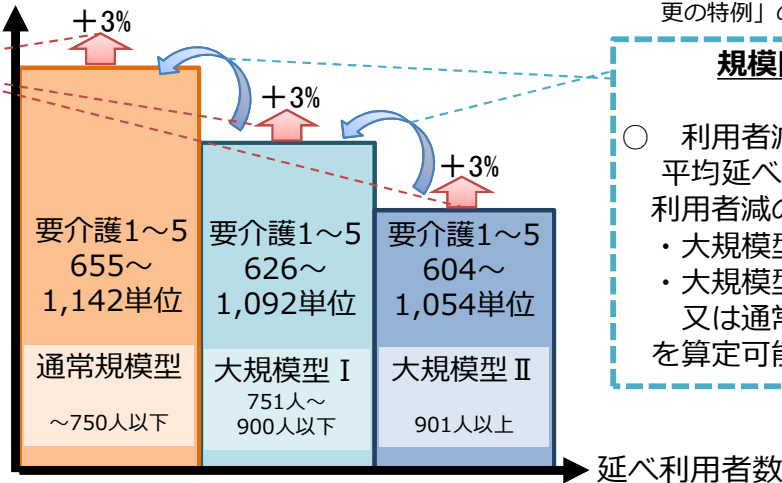 更の特例」の
+3%
+3%
+3%
規模
○ 利用者減
平均延べ
利用者減の
・大規模型
・大規模型
又は通常
を算定可能
要介護1～5
655～
1,142単位
要介護1～5
626～
1,092単位
要介護1～5
604～
1,054単位
通常規模型
～750人以下
大規模型Ⅰ
751人～
900人以下
大規模型Ⅱ
901人以上
延べ利用者数